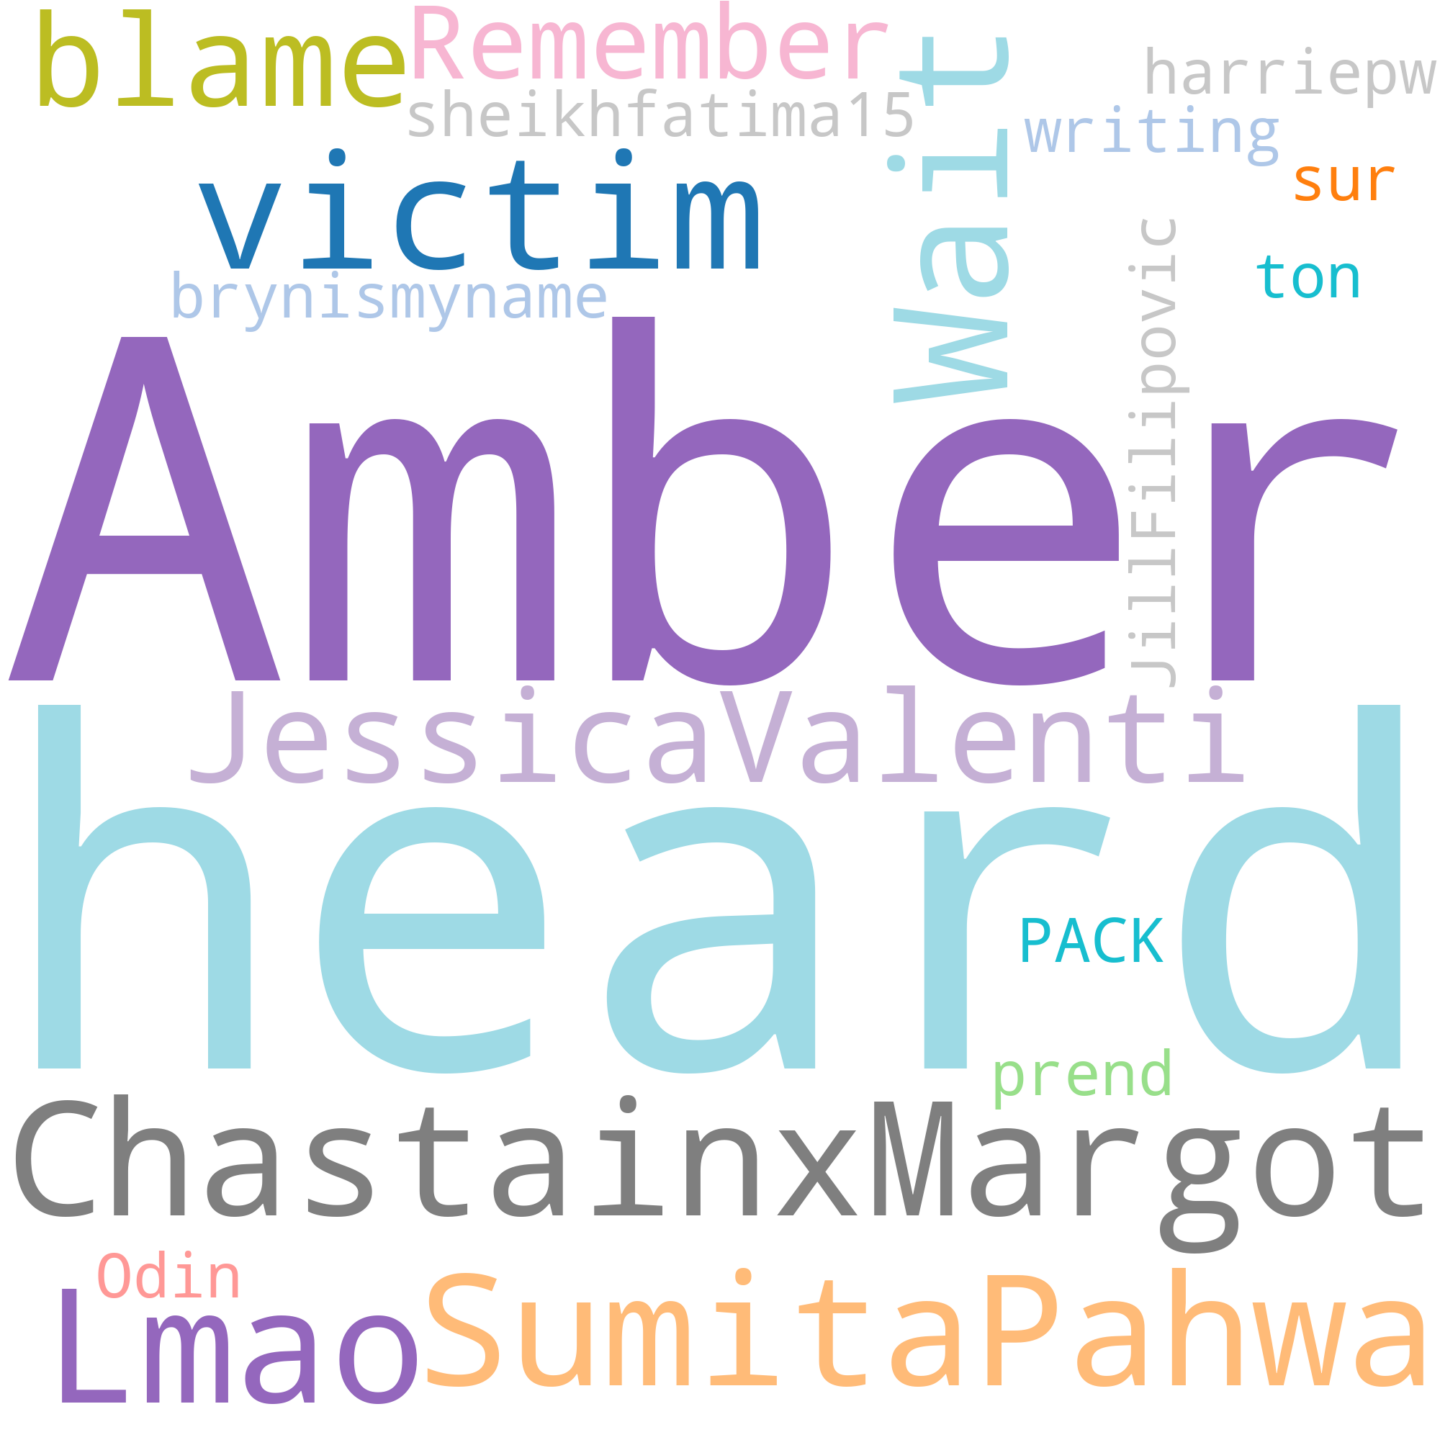 blame
Remember
sheikhfatima15
Wait
harriepw
writing
sur
victim
ton
brynismyname
JillFilipovic
Amber
JessicaValenti
heard
PACK
prend
ChastainxMargot
Odin
Lmao
SumitaPahwa